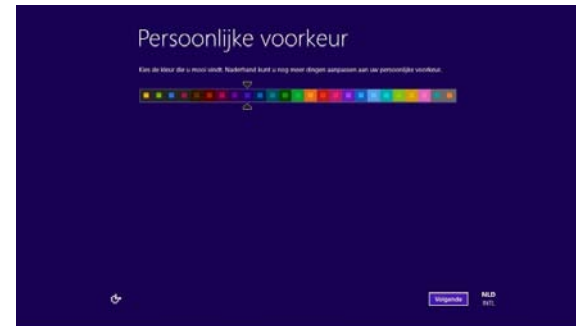 Persoonlijke voorkeur
Kies de kleur die u mooi vindt. Naderhand kunt u nog meer dingen aanpassen aan uw persoonlijke voorkeur.
Volgende
NLD
INTL